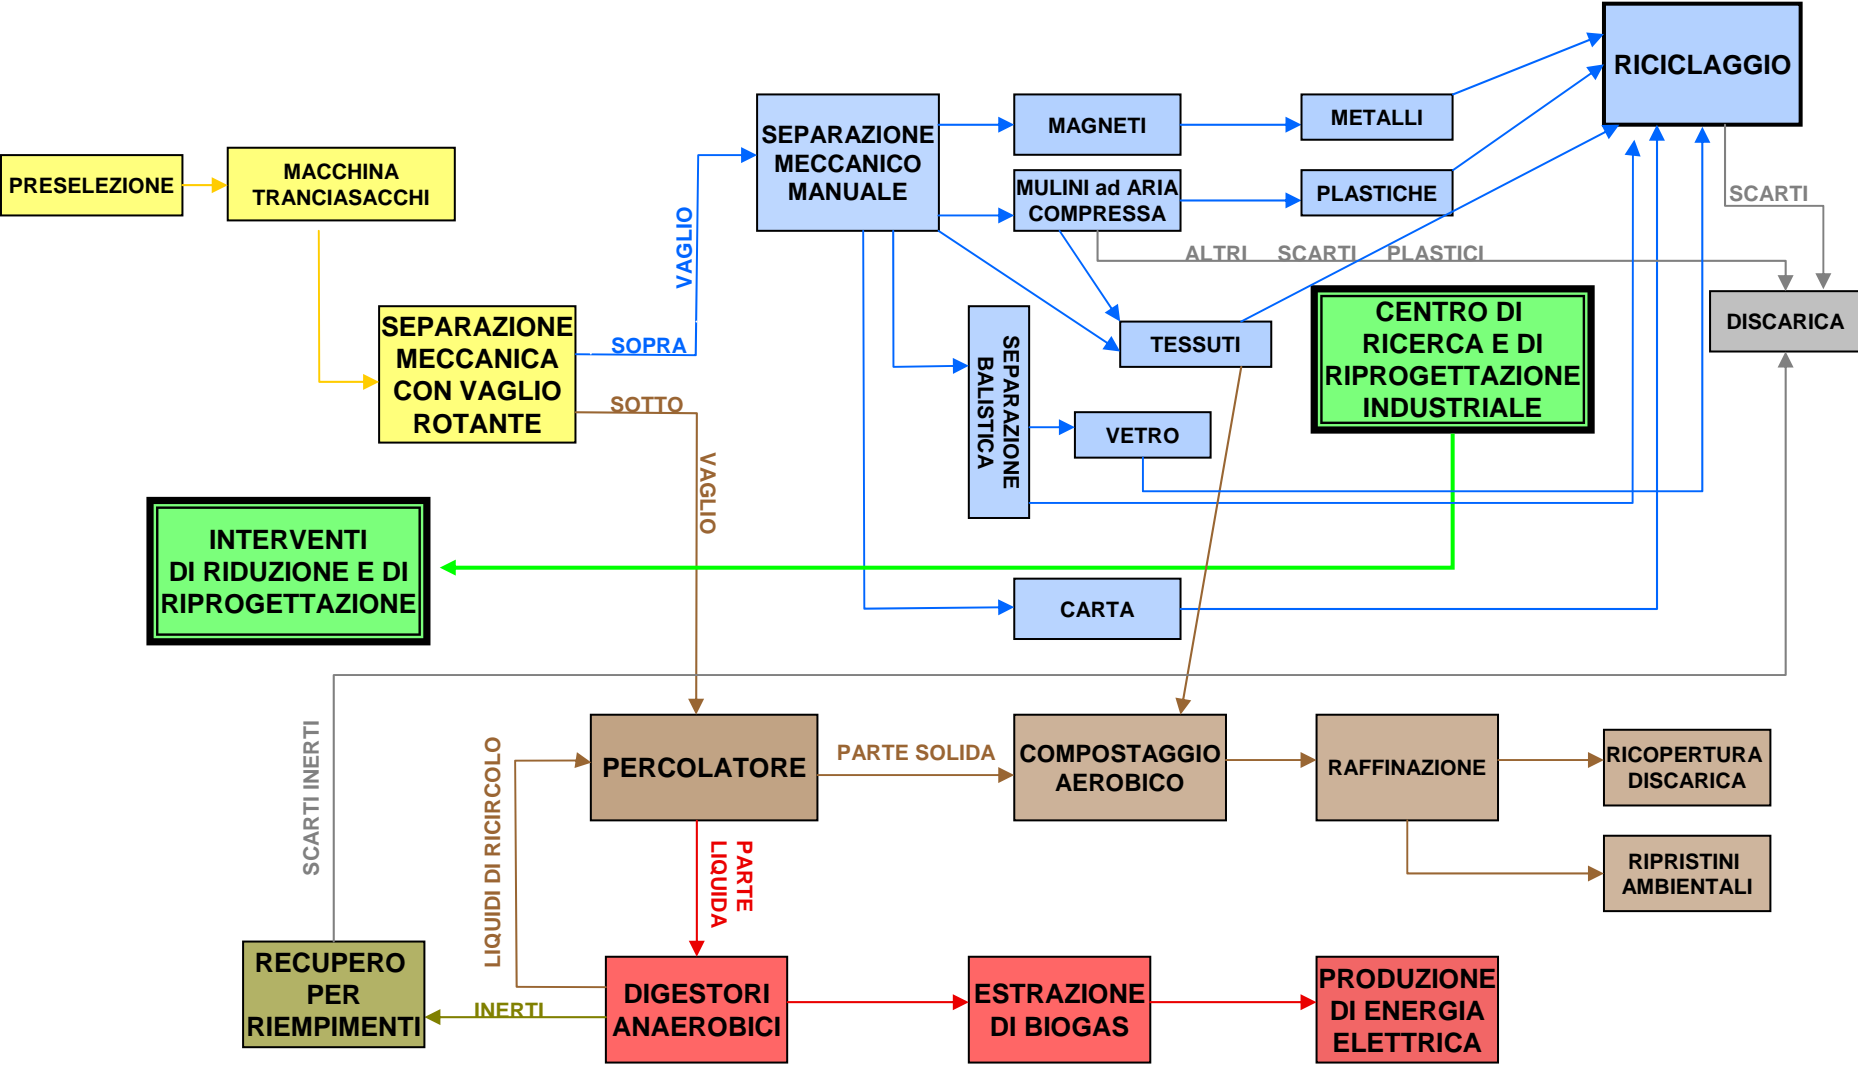 RICICLAGGIO
SEPARAZIONE
MECCANICO
MANUALE
MAGNETI
METALLI
PRESELEZIONE
MACCHINA
TRANCIASACCHI
MULINI ad ARIA
COMPRESSA
PLASTICHE
SCARTI
VAGLIO
ALTRI SCARTI PLASTICI
SEPARAZIONE
MECCANICA
CON VAGLIO
ROTANTE
SOPRA
SOTTO
SEPARAZIONE
BALISTICA
TESSUTI
CENTRO DI
RICERCA E DI
RIPROGETTAZIONE
INDUSTRIALE
DISCARICA
VETRO
VAGLIO
INTERVENTI
DI RIDUZIONE E DI
RIPROGETTAZIONE
CARTA
SCARTI INERTI
LIQUIDI DI RICIRCOLO
PERCOLATORE
PARTE SOLIDA
COMPOSTAGGIO
AEROBICO
RAFFINAZIONE
RICOPERTURA
DISCARICA
PARTE
LIQUIDA
RIPRISTINI
AMBIENTALI
RECUPERO
PER
RIEMPIMENTI
INERTI
DIGESTORI
ANAEROBICI
ESTRAZIONE
DI BIOGAS
PRODUZIONE
DI ENERGIA
ELETTRICA